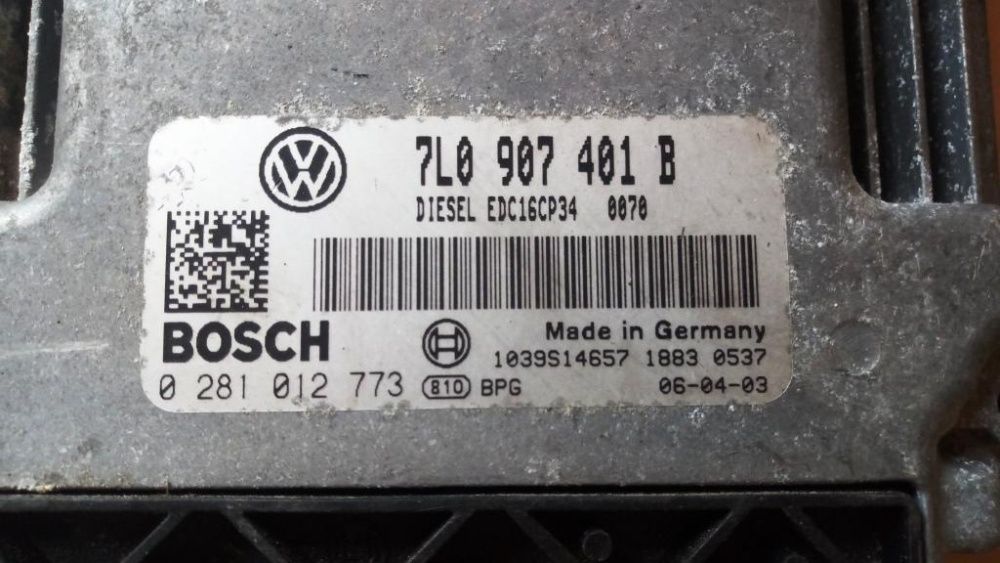 7L0 907 401 B
DIESEL EDC16CP34 0070
BOSCH
Made in Germany
1039S14657 1883 0537
0 281 012 773 810 BPG 06-04-03